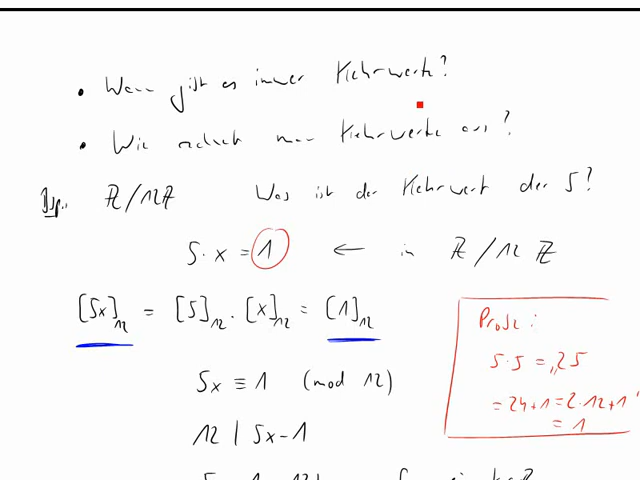 • Wann gibt es immer Kehrwerte?
• Wie rechnet man Kehrwerte aus?
Bsp.: ℤ/12ℤ Was ist der Kehrwert der 5?
5·x = 1 ← in ℤ/12ℤ
[5x]₁₂ = [5]₁₂ · [x]₁₂ = [1]₁₂
Probe:
5·5 = „25
= 24+1 = 2·12+1"
= 1
5x ≡ 1 (mod 12)
12 | 5x-1